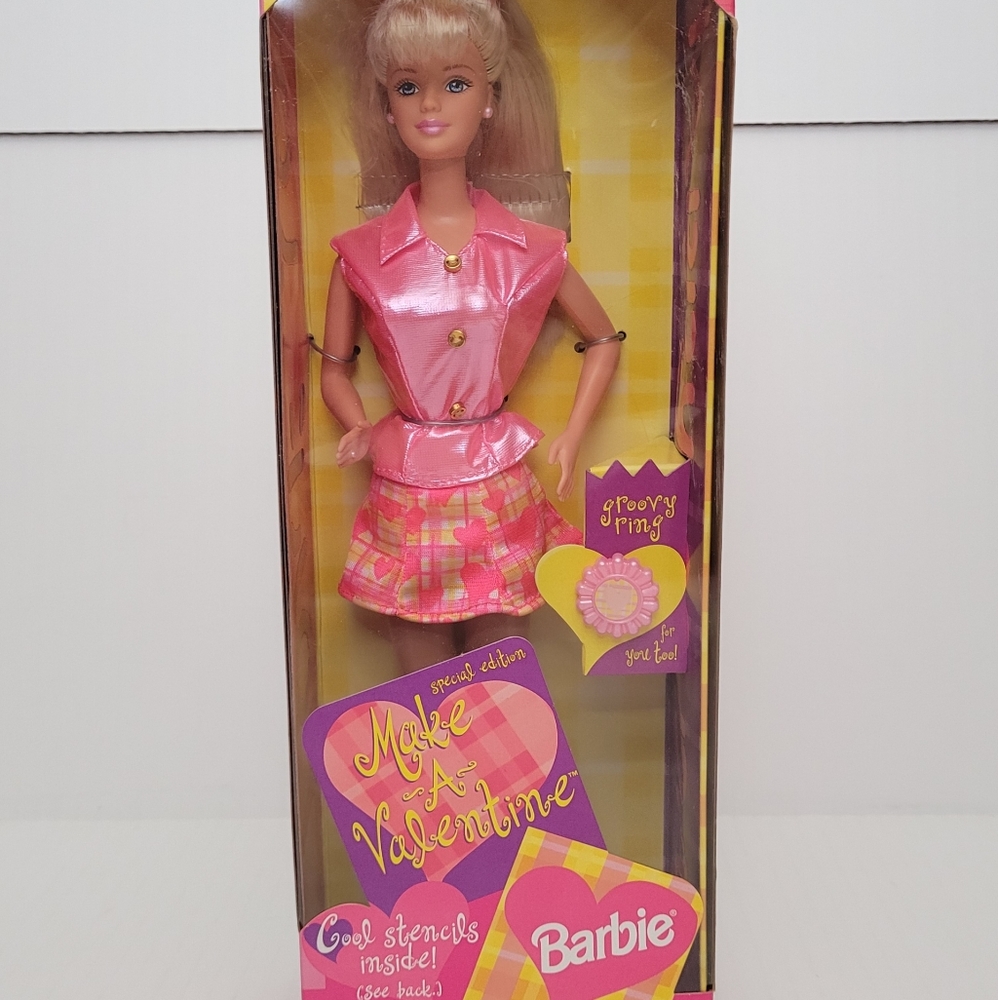 groovy
ring
for
you too!
special edition
Make
~A~
Valentine™
Cool stencils
inside!
(See back.)
Barbie®